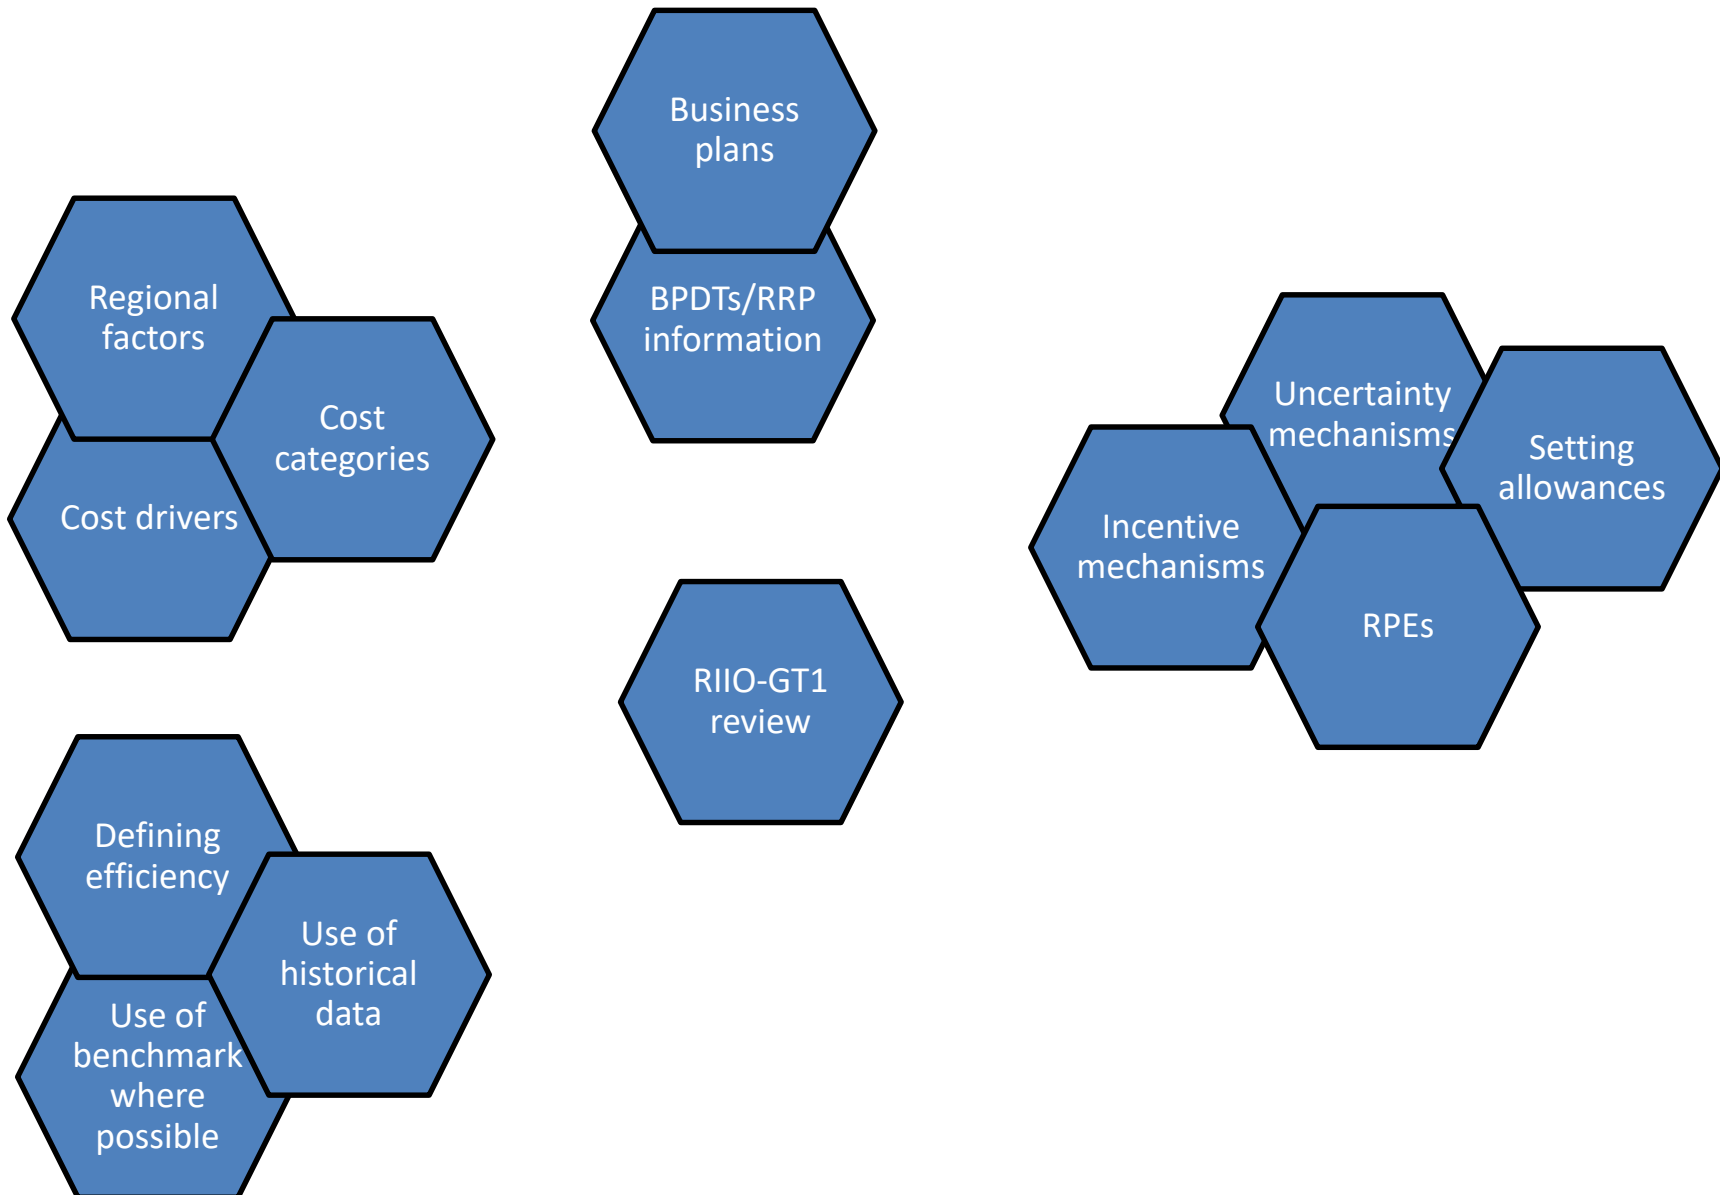 Business
plans
Regional
factors
BPDTs/RRP
information
Cost
categories
Cost drivers
Uncertainty
mechanisms
Setting
allowances
Incentive
mechanisms
RPEs
RIIO-GT1
review
Defining
efficiency
Use of
historical
data
Use of
benchmark
where
possible